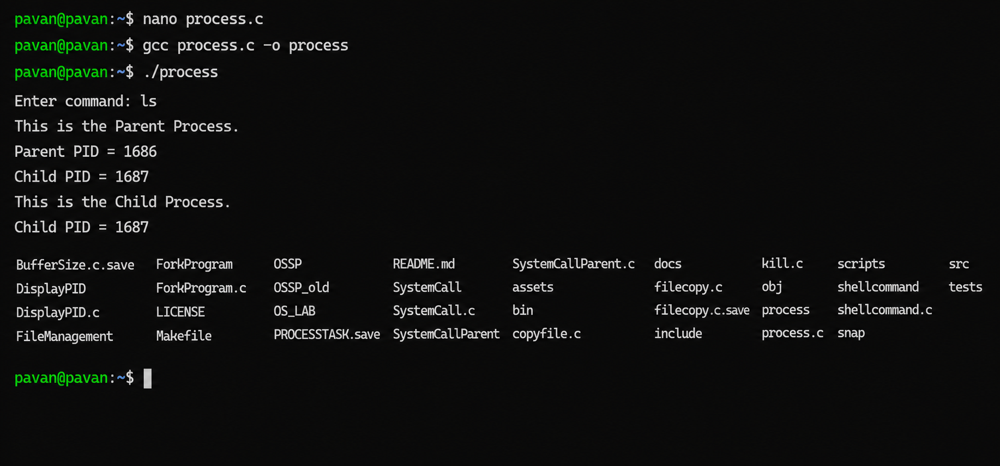 pavan@pavan:~$ nano process.c
pavan@pavan:~$ gcc process.c -o process
pavan@pavan:~$ ./process
Enter command: ls
This is the Parent Process.
Parent PID = 1686
Child PID = 1687
This is the Child Process.
Child PID = 1687
BufferSize.c.save ForkProgram OSSP README.md SystemCallParent.c docs kill.c scripts src
DisplayPID ForkProgram.c OSSP_old SystemCall assets filecopy.c obj shellcommand tests
DisplayPID.c LICENSE OS_LAB SystemCall.c bin filecopy.c.save process shellcommand.c
FileManagement Makefile PROCESSTASK.save SystemCallParent copyfile.c include process.c snap
pavan@pavan:~$